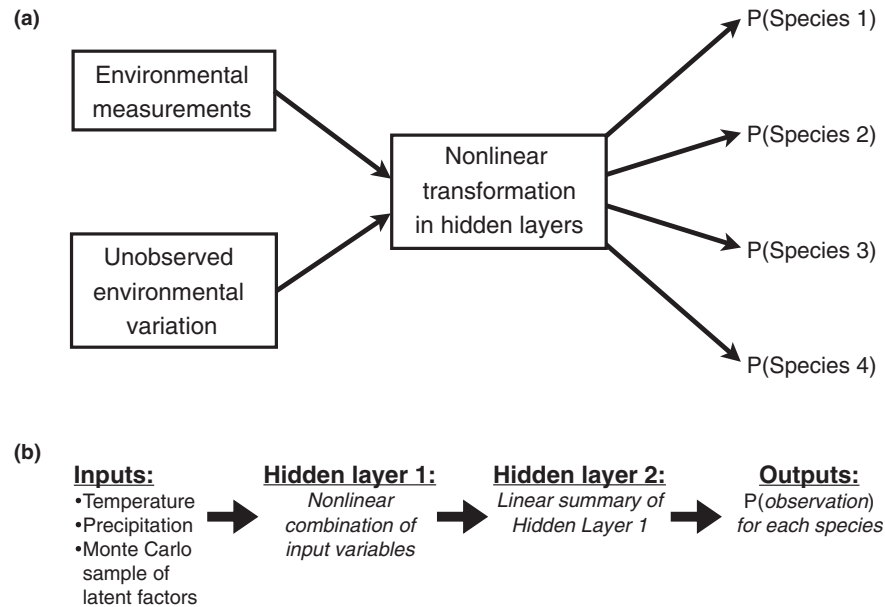 (a)
Environmental
measurements
Unobserved
environmental
variation
Nonlinear
transformation
in hidden layers
P(Species 1)
P(Species 2)
P(Species 3)
P(Species 4)
(b)
Inputs:
•Temperature
•Precipitation
•Monte Carlo
sample of
latent factors
Hidden layer 1:
Nonlinear
combination of
input variables
Hidden layer 2:
Linear summary of
Hidden Layer 1
Outputs:
P(observation)
for each species